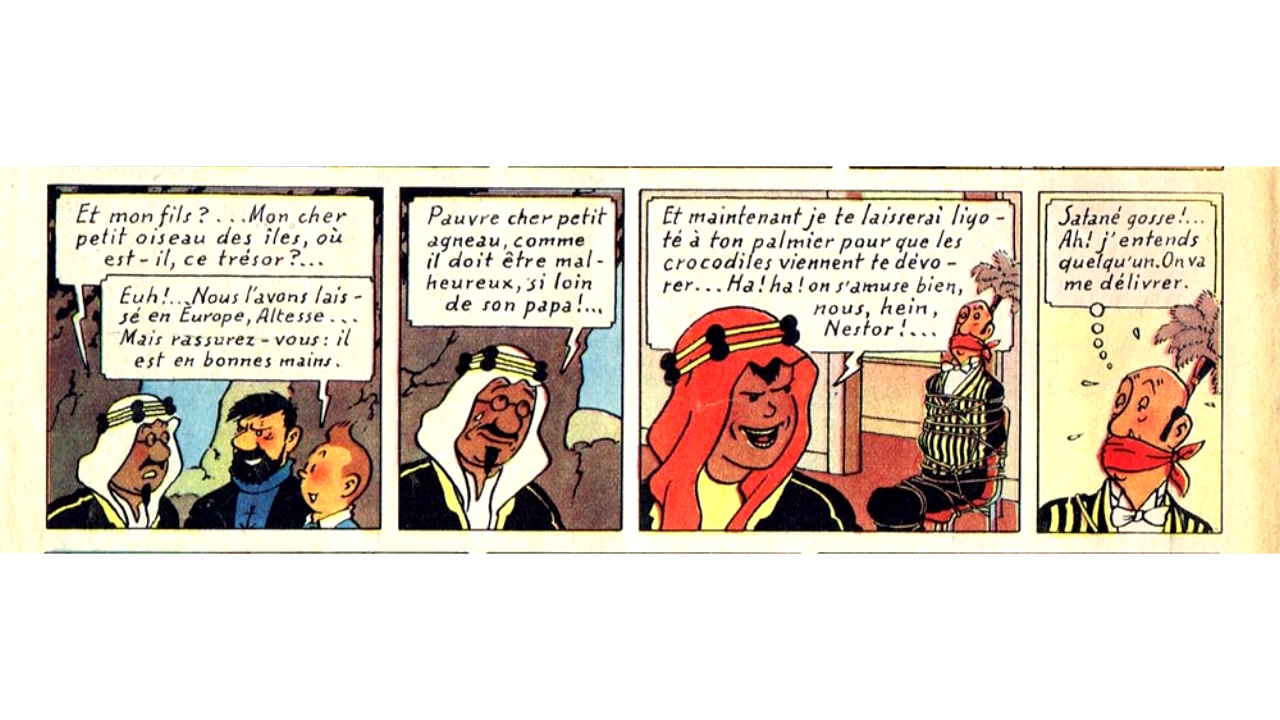 Et mon fils ? ... Mon cher
petit oiseau des îles, où
est-il, ce trésor ?...
Euh !... Nous l'avons lais-
sé en Europe, Altesse ...
Mais rassurez-vous : il
est en bonnes mains.
Pauvre cher petit
agneau, comme
il doit être mal-
heureux, si loin
de son papa !...
Et maintenant je te laisserai ligo-
té à ton palmier pour que les
crocodiles viennent te dévo-
rer... Ha ! ha ! on s'amuse bien,
nous, hein,
Nestor !...
Satané gosse !...
Ah ! j'entends
quelqu'un. On va
me délivrer.